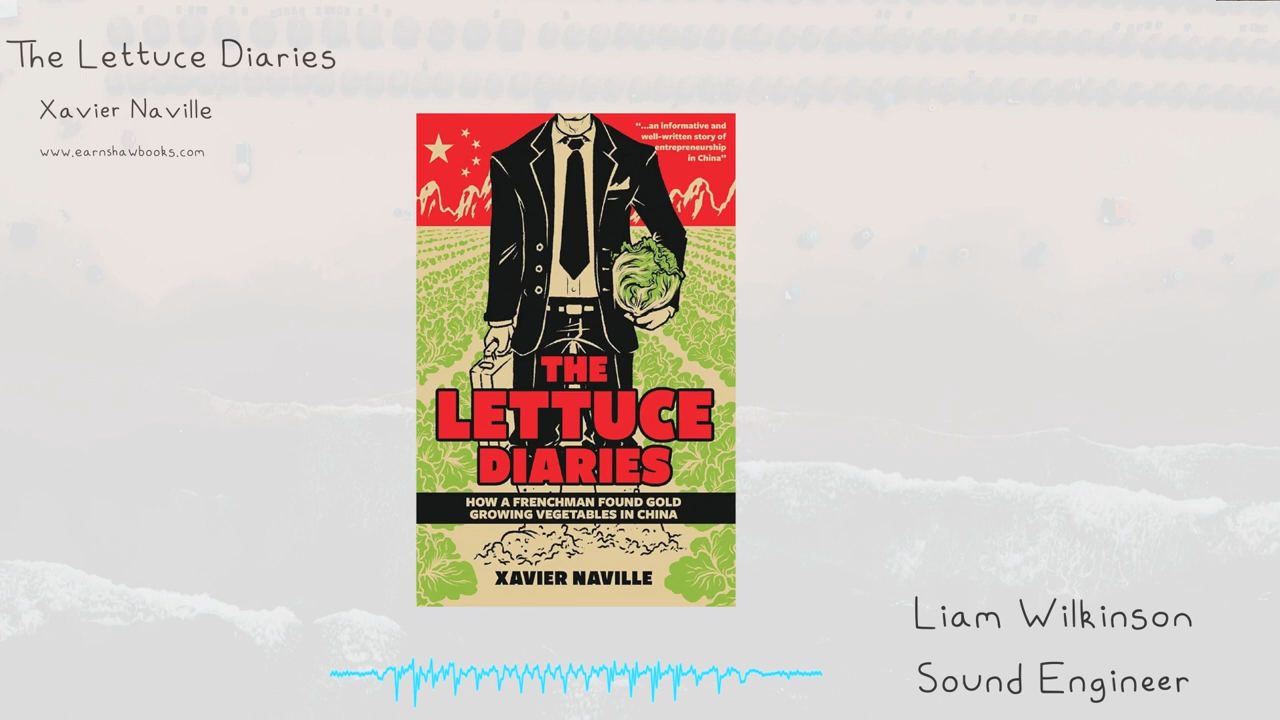 The Lettuce Diaries
Xavier Naville
www.earnshawbooks.com
"...an informative and
well-written story of
entrepreneurship
in China"
THE
LETTUCE
DIARIES
HOW A FRENCHMAN FOUND GOLD
GROWING VEGETABLES IN CHINA
XAVIER NAVILLE
Liam Wilkinson
Sound Engineer